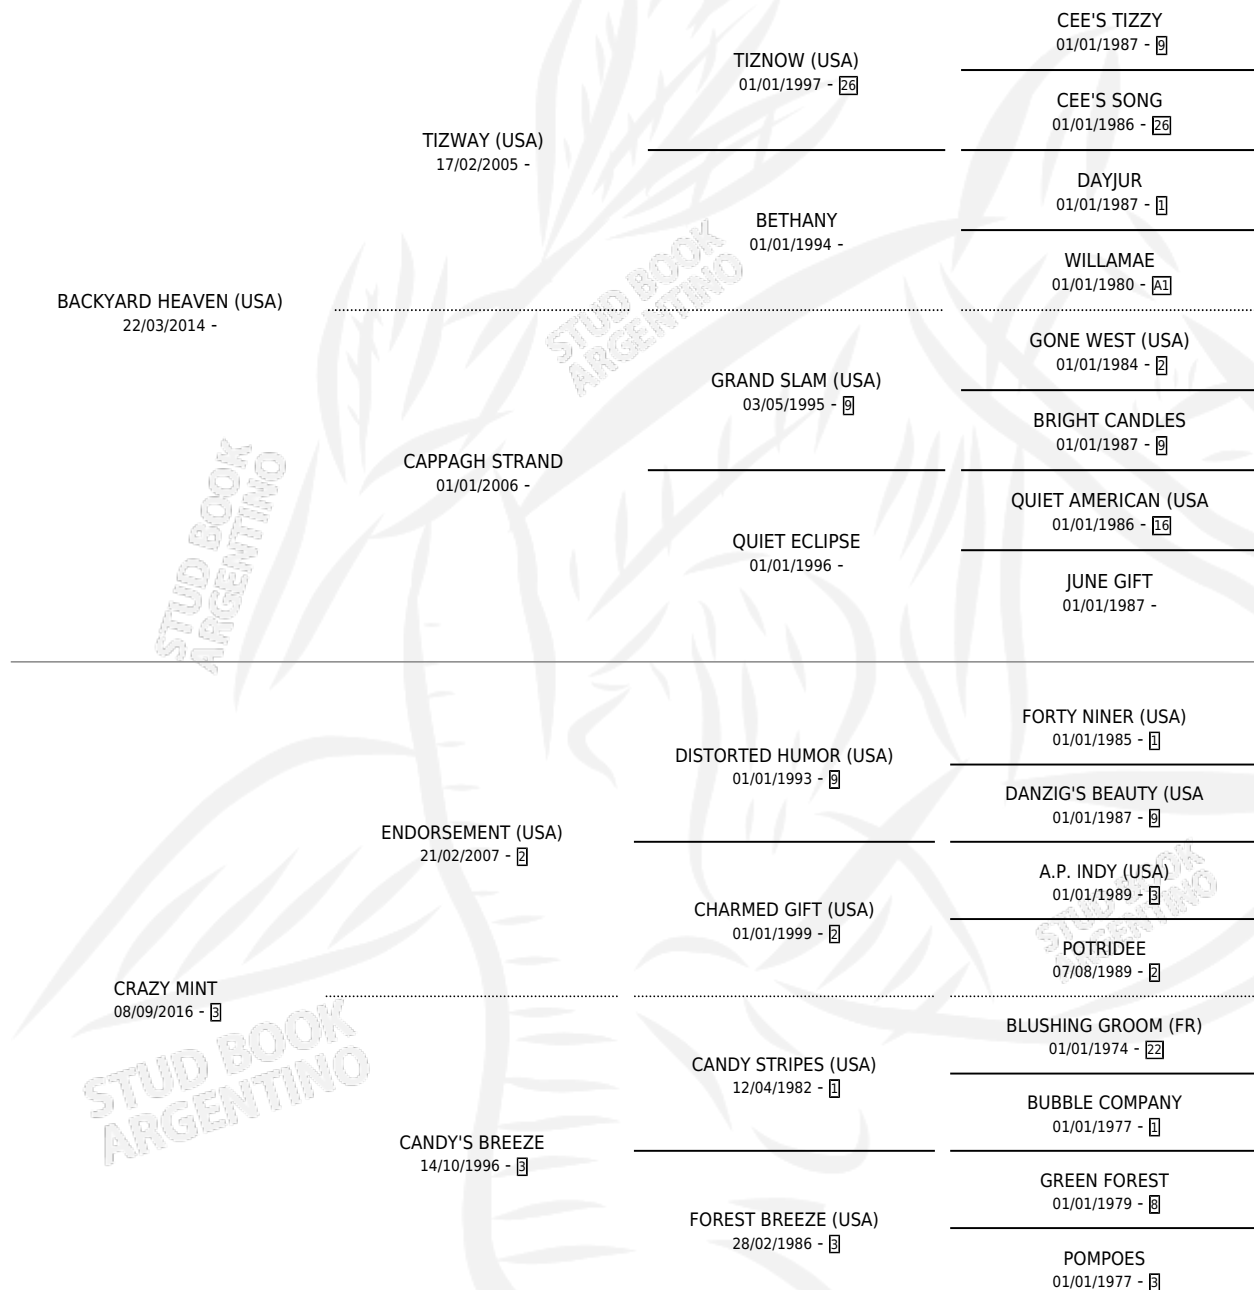 CEE'S TIZZY
01/01/1987 - 9
TIZNOW (USA)
01/01/1997 - 26
CEE'S SONG
01/01/1986 - 26
TIZWAY (USA)
17/02/2005 -
DAYJUR
01/01/1987 - 1
BETHANY
01/01/1994 -
WILLAMAE
01/01/1980 - A1
BACKYARD HEAVEN (USA)
22/03/2014 -
GONE WEST (USA)
01/01/1984 - 2
GRAND SLAM (USA)
03/05/1995 - 9
BRIGHT CANDLES
01/01/1987 - 9
CAPPAGH STRAND
01/01/2006 -
QUIET AMERICAN (USA
01/01/1986 - 16
QUIET ECLIPSE
01/01/1996 -
JUNE GIFT
01/01/1987 -
FORTY NINER (USA)
01/01/1985 - 1
DISTORTED HUMOR (USA)
01/01/1993 - 9
DANZIG'S BEAUTY (USA
01/01/1987 - 9
ENDORSEMENT (USA)
21/02/2007 - 2
A.P. INDY (USA)
01/01/1989 - 3
CHARMED GIFT (USA)
01/01/1999 - 2
POTRIDEE
07/08/1989 - 2
CRAZY MINT
08/09/2016 - 3
BLUSHING GROOM (FR)
01/01/1974 - 22
CANDY STRIPES (USA)
12/04/1982 - 1
BUBBLE COMPANY
01/01/1977 - 1
CANDY'S BREEZE
14/10/1996 - 3
GREEN FOREST
01/01/1979 - 8
FOREST BREEZE (USA)
28/02/1986 - 3
POMPOES
01/01/1977 - 3
STUD BOOK
ARGENTINO
STUD BOOK
ARGENTINO
STUD BOOK
ARGENTINO
STUD BOOK
ARGENTINO